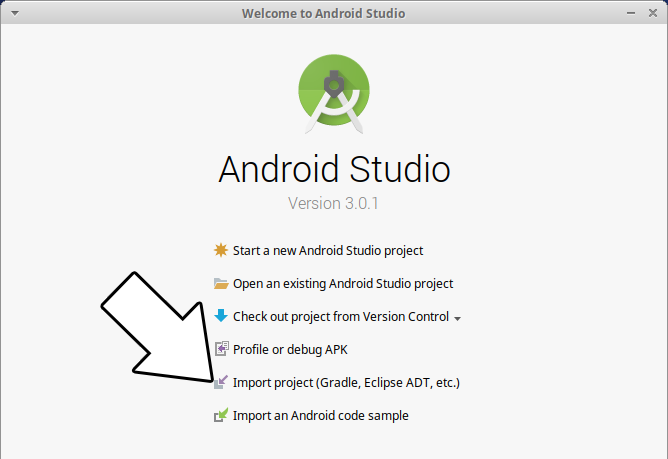 Welcome to Android Studio
Android Studio
Version 3.0.1
Start a new Android Studio project
Open an existing Android Studio project
Check out project from Version Control
Profile or debug APK
Import project (Gradle, Eclipse ADT, etc.)
Import an Android code sample